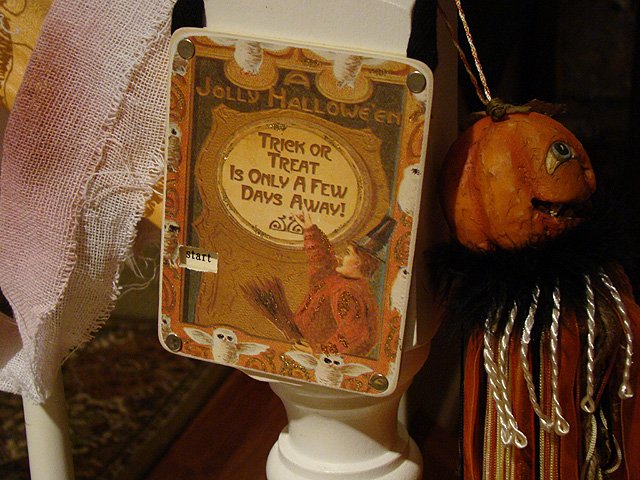 A
Jolly Hallowe'en
Trick or
Treat
Is Only A Few
Days Away!
start